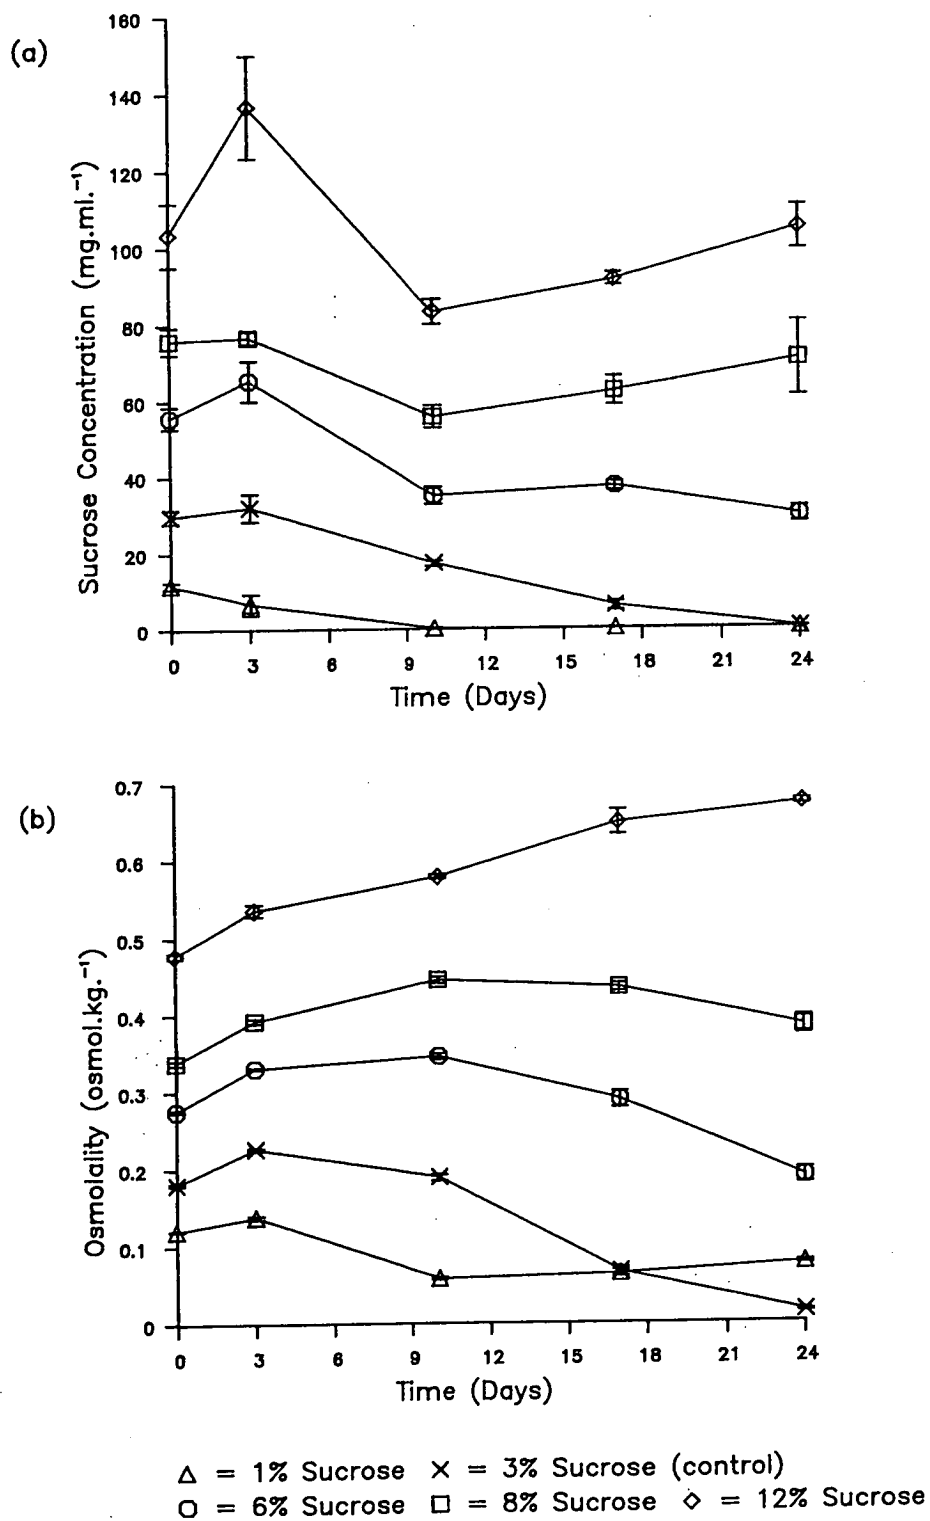 (a)
Sucrose Concentration (mg.ml.⁻¹)
160
140
120
100
80
60
40
20
0
0 3 6 9 12 15 18 21 24
Time (Days)
(b)
Osmolality (osmol.kg.⁻¹)
0.7
0.6
0.5
0.4
0.3
0.2
0.1
0
0 3 6 9 12 15 18 21 24
Time (Days)
△ = 1% Sucrose × = 3% Sucrose (control)
○ = 6% Sucrose □ = 8% Sucrose ◇ = 12% Sucrose